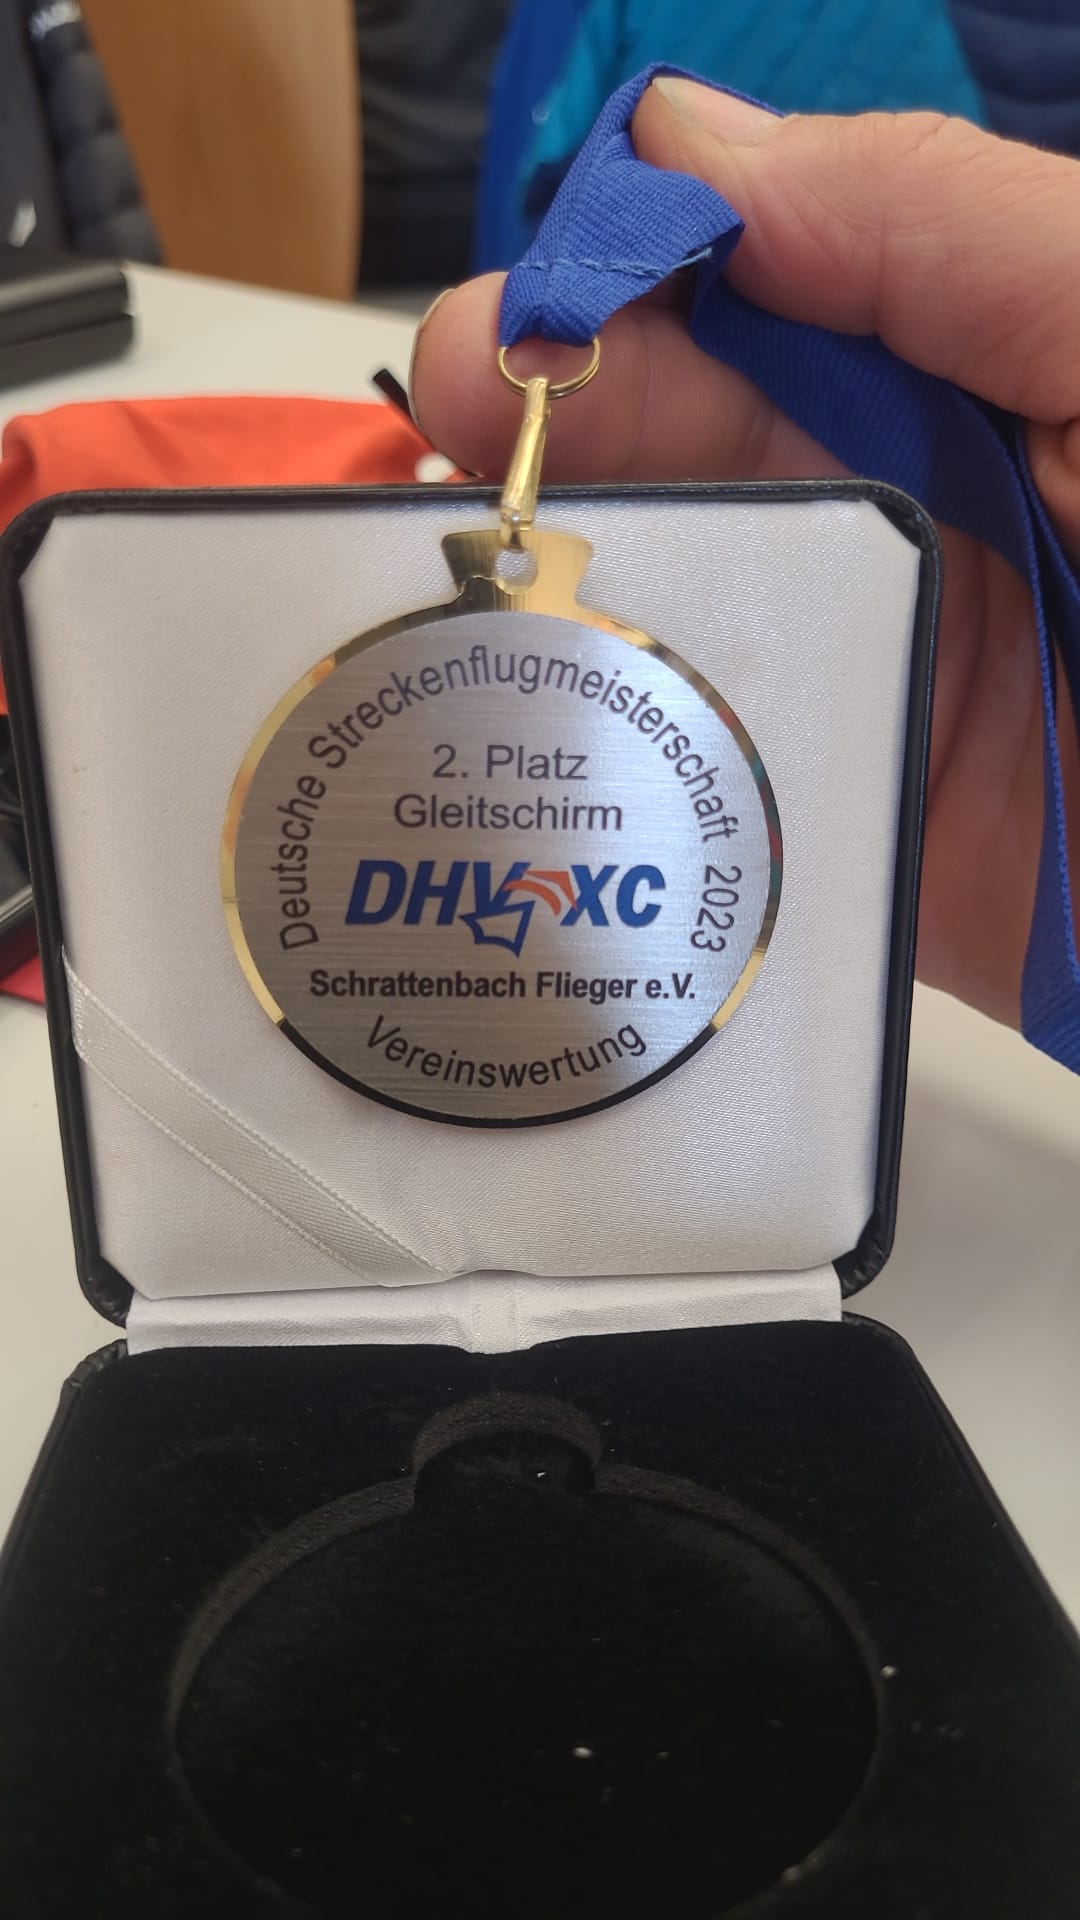 Deutsche Streckenflugmeisterschaft 2023
2. Platz
Gleitschirm
DHV XC
Schrattenbach Flieger e.V.
Vereinswertung